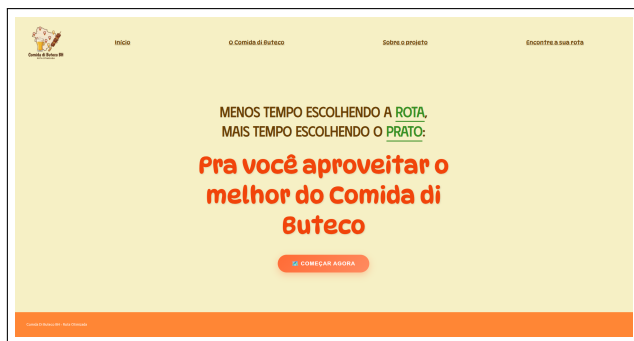 Comida di Buteco BH
Início
O Comida di Buteco
Sobre o projeto
Encontre a sua rota
MENOS TEMPO ESCOLHENDO A ROTA,
MAIS TEMPO ESCOLHENDO O PRATO:
Pra você aproveitar o
melhor do Comida di
Buteco
COMEÇAR AGORA